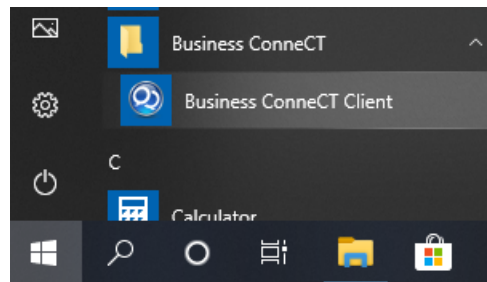 Business ConneCT
Business ConneCT Client
C
Calculator